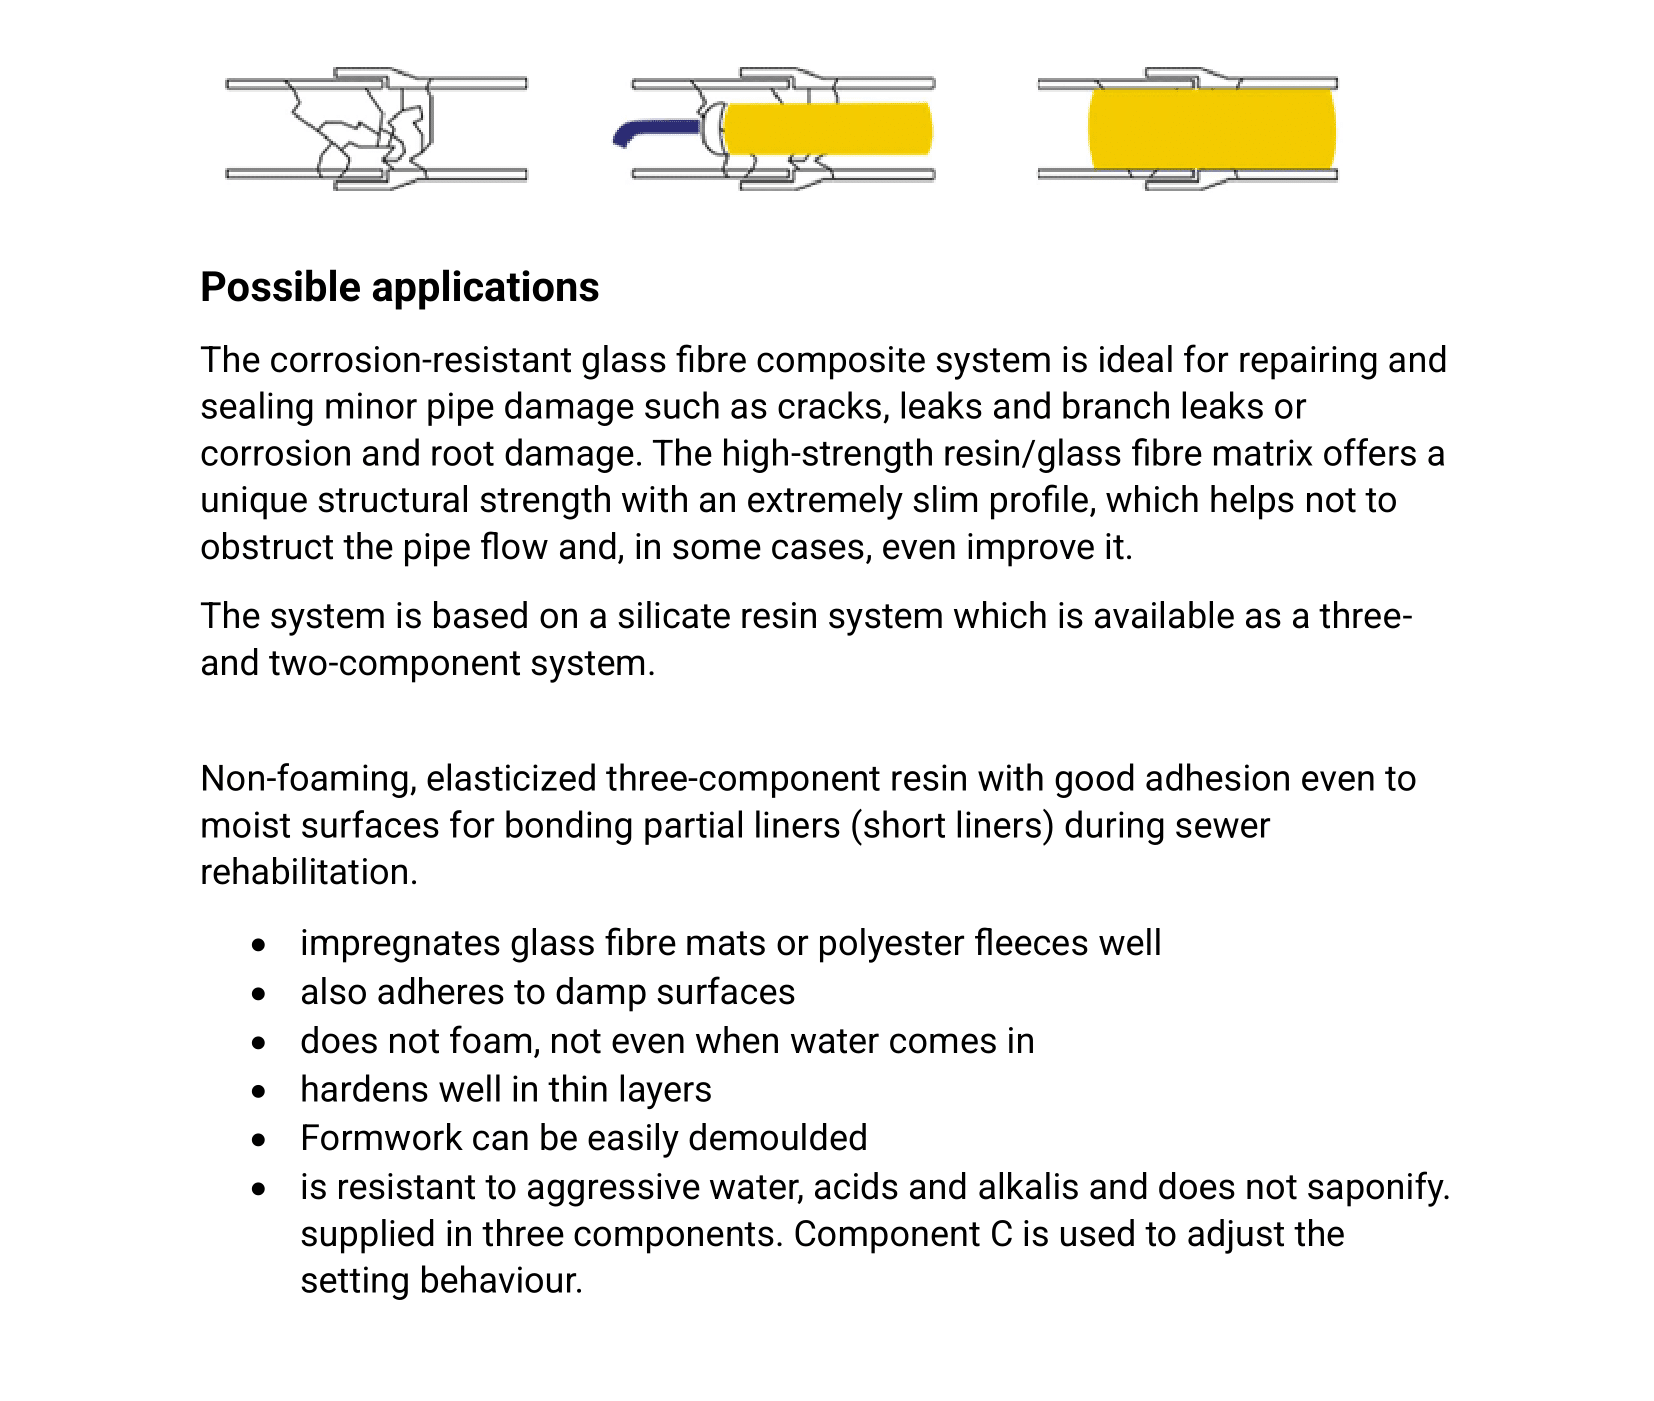 Possible applications
The corrosion-resistant glass fibre composite system is ideal for repairing and
sealing minor pipe damage such as cracks, leaks and branch leaks or
corrosion and root damage. The high-strength resin/glass fibre matrix offers a
unique structural strength with an extremely slim profile, which helps not to
obstruct the pipe flow and, in some cases, even improve it.
The system is based on a silicate resin system which is available as a three-
and two-component system.
Non-foaming, elasticized three-component resin with good adhesion even to
moist surfaces for bonding partial liners (short liners) during sewer
rehabilitation.
• impregnates glass fibre mats or polyester fleeces well
• also adheres to damp surfaces
• does not foam, not even when water comes in
• hardens well in thin layers
• Formwork can be easily demoulded
• is resistant to aggressive water, acids and alkalis and does not saponify.
supplied in three components. Component C is used to adjust the
setting behaviour.